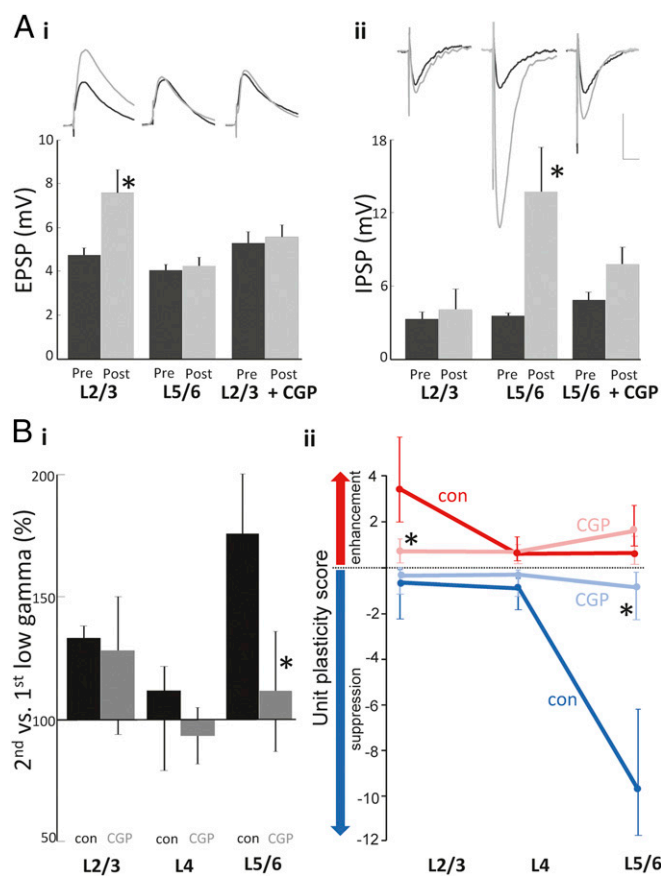 A i
ii
EPSP (mV)
10
8
6
4
2
0
*
Pre Post Pre Post Pre Post
L2/3 L5/6 L2/3 + CGP
IPSP (mV)
18
12
6
0
*
Pre Post Pre Post Pre Post
L2/3 L5/6 L5/6 + CGP
B i
ii
2nd vs. 1st low gamma (%)
200
150
100
50
*
con CGP con CGP con CGP
L2/3 L4 L5/6
Unit plasticity score
enhancement
suppression
4
2
-2
-4
-6
-8
-10
-12
con
CGP
*
CGP
*
con
L2/3 L4 L5/6